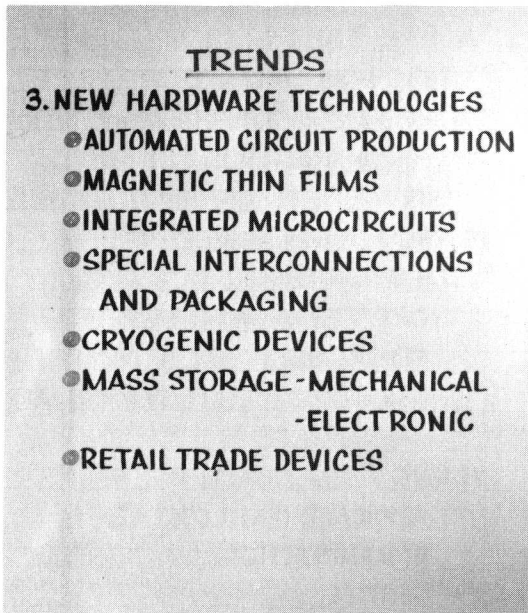 TRENDS
3. NEW HARDWARE TECHNOLOGIES
●AUTOMATED CIRCUIT PRODUCTION
●MAGNETIC THIN FILMS
●INTEGRATED MICROCIRCUITS
●SPECIAL INTERCONNECTIONS
AND PACKAGING
●CRYOGENIC DEVICES
●MASS STORAGE - MECHANICAL
- ELECTRONIC
●RETAIL TRADE DEVICES